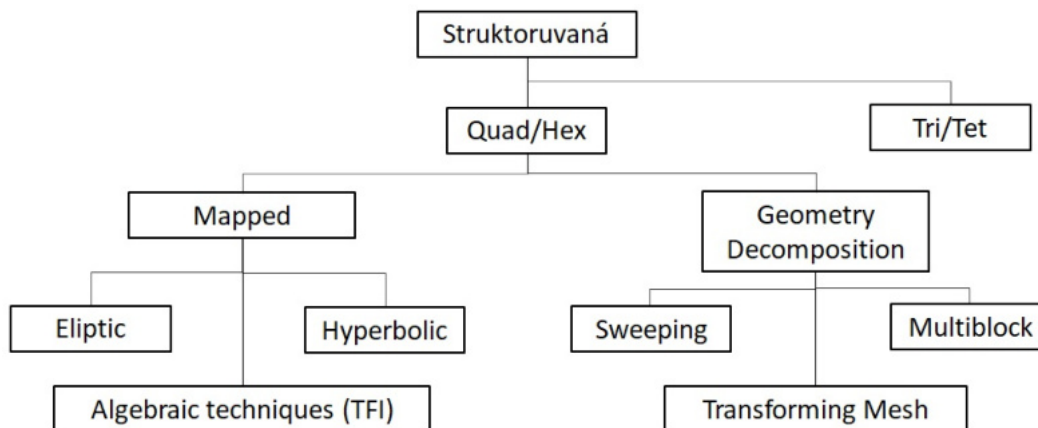 Struktoruvaná
Quad/Hex
Tri/Tet
Mapped
Geometry
Decomposition
Eliptic
Hyperbolic
Sweeping
Multiblock
Algebraic techniques (TFI)
Transforming Mesh